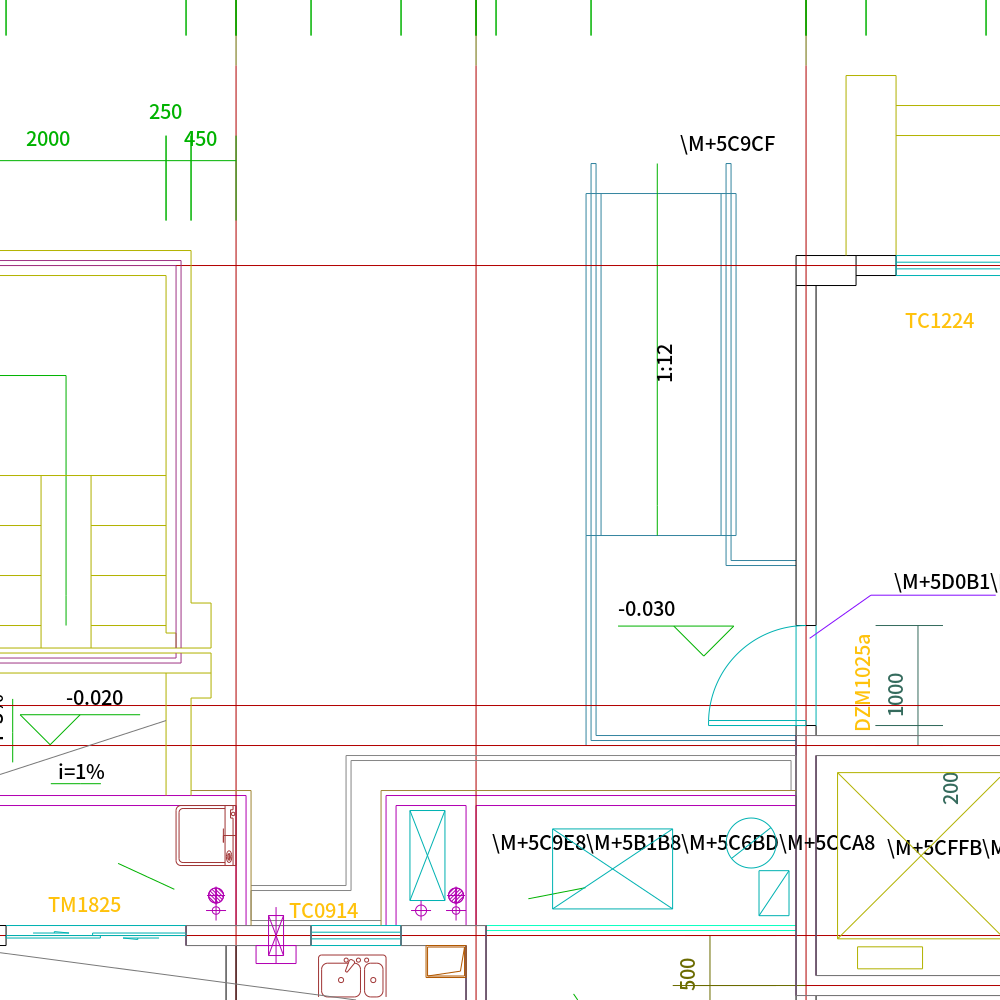 250
2000
450
\M+5C9CF
TC1224
1:12
\M+5D0B1\
-0.030
DZM1025a
1000
-0.020
i=1%
200
\M+5C9E8\M+5B1B8\M+5C6BD\M+5CCA8
\M+5CFFB\M
TM1825
TC0914
500